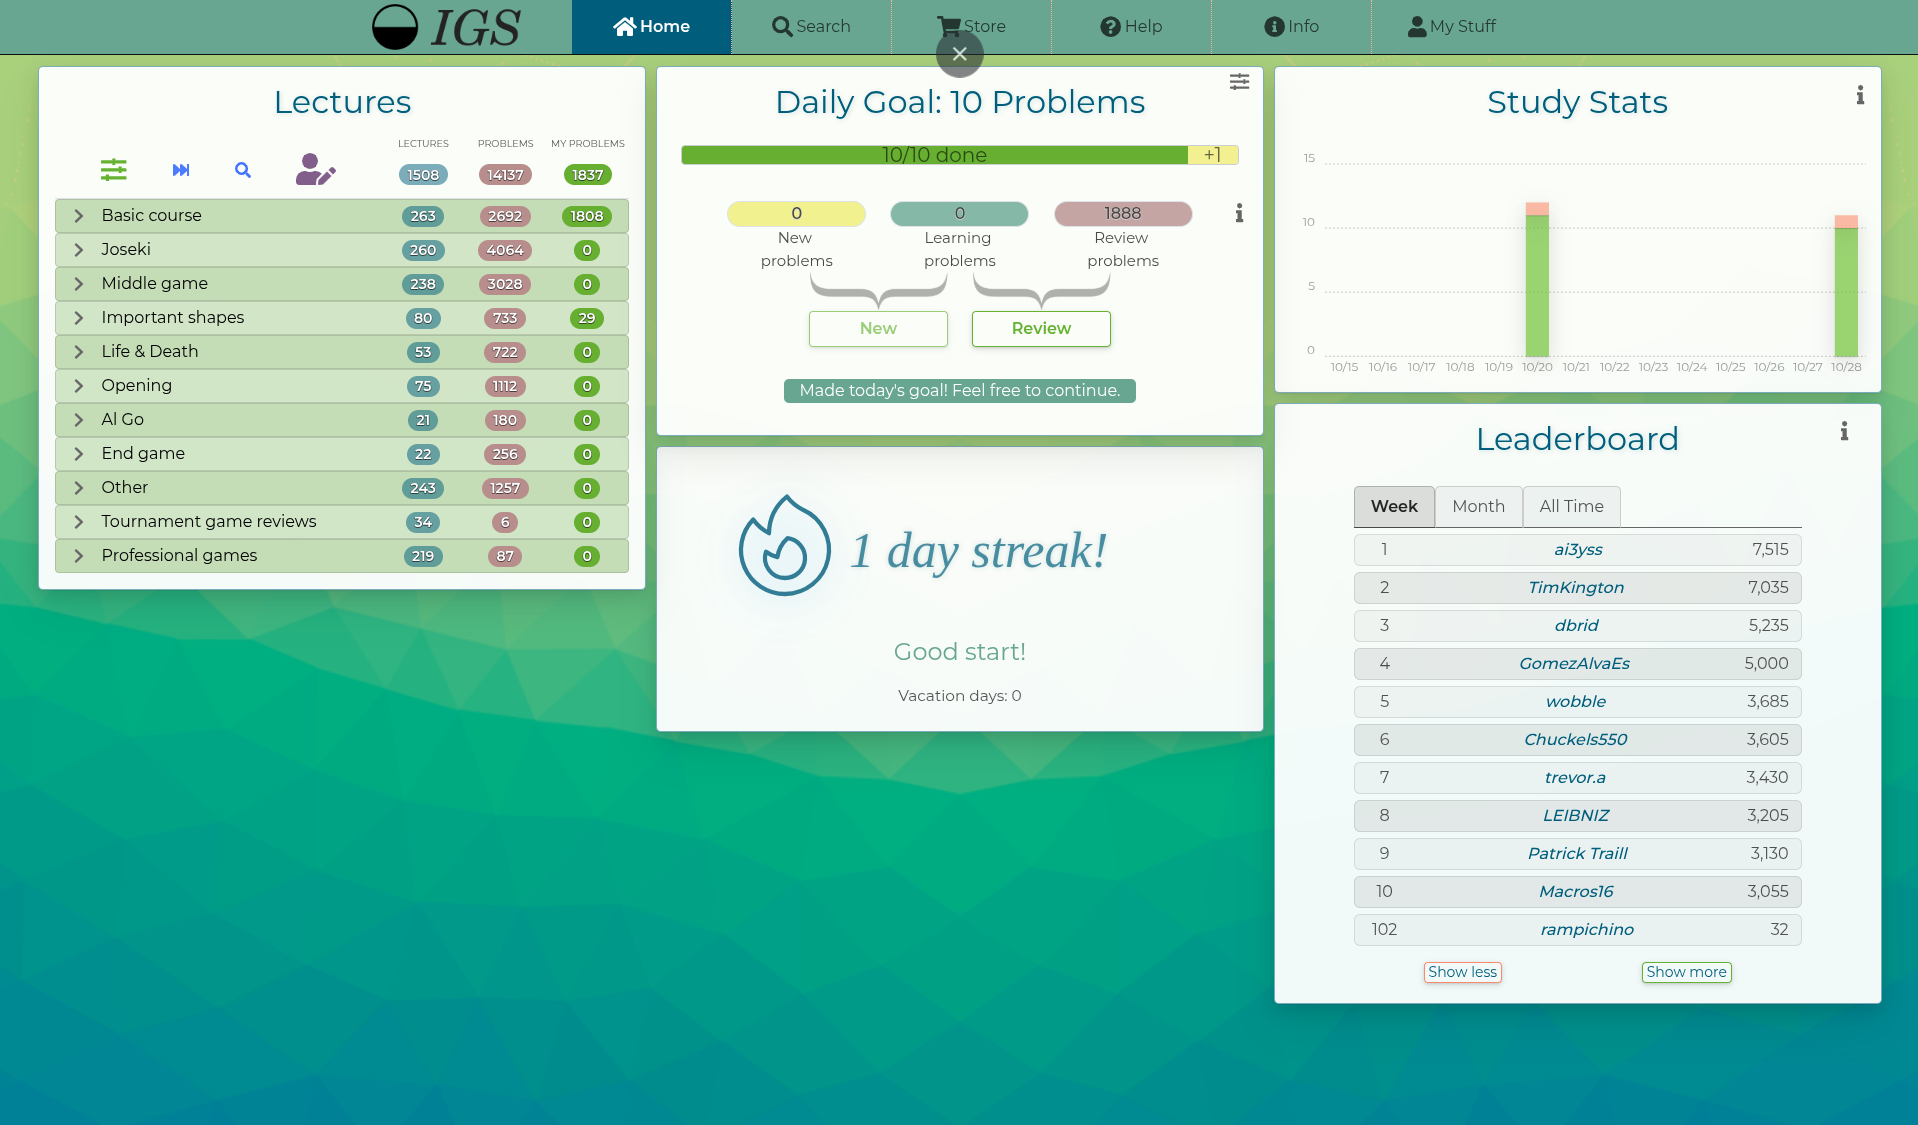 IGS
Home
Search
Store
Help
Info
My Stuff
Lectures
LECTURES PROBLEMS MY PROBLEMS
1508 14137 1837
Basic course 263 2692 1808
Joseki 260 4064 0
Middle game 238 3028 0
Important shapes 80 733 29
Life & Death 53 722 0
Opening 75 1112 0
AI Go 21 180 0
End game 22 256 0
Other 243 1257 0
Tournament game reviews 34 6 0
Professional games 219 87 0
Daily Goal: 10 Problems
10/10 done +1
0 0 1888
New Learning Review
problems problems problems
New Review
Made today's goal! Feel free to continue.
1 day streak!
Good start!
Vacation days: 0
Study Stats
15
10
5
0
10/15 10/16 10/17 10/18 10/19 10/20 10/21 10/22 10/23 10/24 10/25 10/26 10/27 10/28
Leaderboard
Week Month All Time
1 ai3yss 7,515
2 TimKington 7,035
3 dbrid 5,235
4 GomezAlvaEs 5,000
5 wobble 3,685
6 Chuckels550 3,605
7 trevor.a 3,430
8 LEIBNIZ 3,205
9 Patrick Traill 3,130
10 Macros16 3,055
102 rampichino 32
Show less Show more